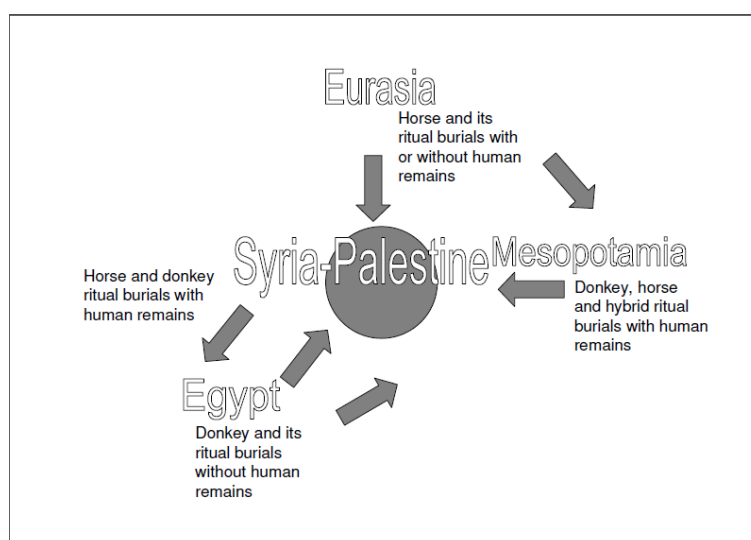 Eurasia
Horse and its
ritual burials with
or without human
remains
Syria-Palestine
Mesopotamia
Horse and donkey
ritual burials with
human remains
Donkey, horse
and hybrid ritual
burials with human
remains
Egypt
Donkey and its
ritual burials
without human
remains